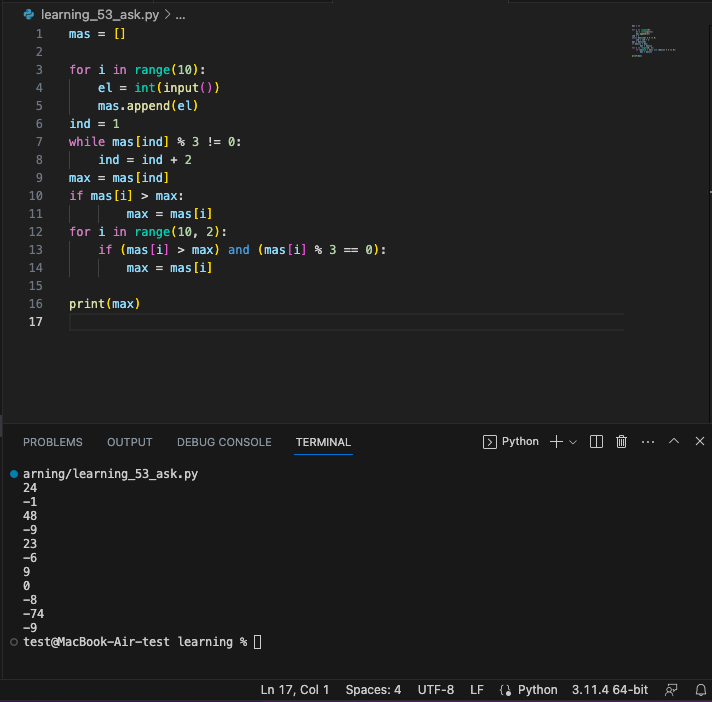 learning_53_ask.py > ...
1 mas = []
2
3 for i in range(10):
4     el = int(input())
5     mas.append(el)
6 ind = 1
7 while mas[ind] % 3 != 0:
8     ind = ind + 2
9 max = mas[ind]
10 if mas[i] > max:
11         max = mas[i]
12 for i in range(10, 2):
13     if (mas[i] > max) and (mas[i] % 3 == 0):
14         max = mas[i]
15
16 print(max)
17
PROBLEMS OUTPUT DEBUG CONSOLE TERMINAL Python
arning/learning_53_ask.py
24
-1
48
-9
23
-6
9
0
-8
-74
-9
test@MacBook-Air-test learning %
Ln 17, Col 1 Spaces: 4 UTF-8 LF Python 3.11.4 64-bit